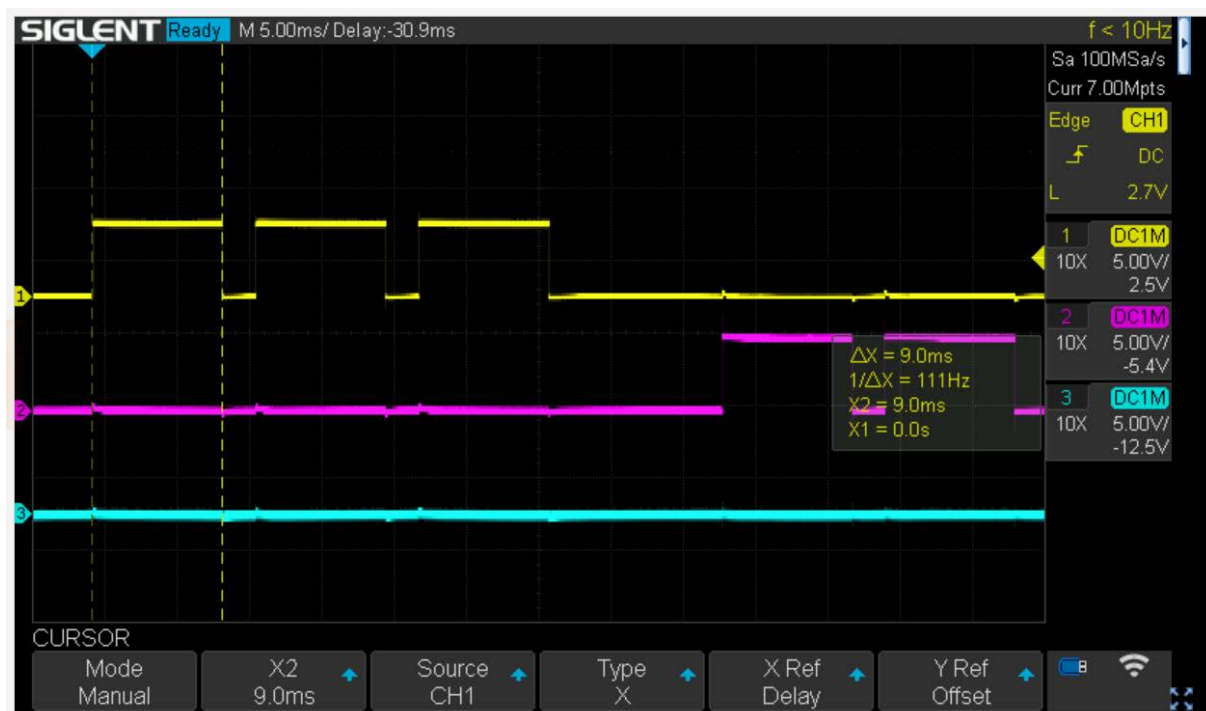 SIGLENT Ready M 5.00ms/ Delay:-30.9ms f < 10Hz
Sa 100MSa/s
Curr 7.00Mpts
Edge CH1
DC
L 2.7V
1 DC1M
10X 5.00V/
2.5V
2 DC1M
10X 5.00V/
-5.4V
3 DC1M
10X 5.00V/
-12.5V
1
2
3
ΔX = 9.0ms
1/ΔX = 111Hz
X2 = 9.0ms
X1 = 0.0s
CURSOR
Mode X2 Source Type X Ref Y Ref
Manual 9.0ms CH1 X Delay Offset